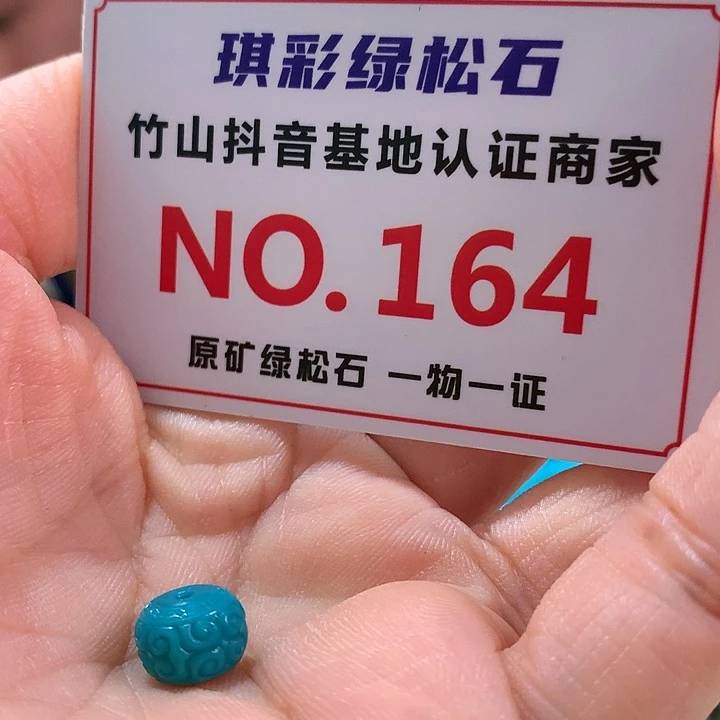 琪彩绿松石
竹山抖音基地认证商家
NO.164
原矿绿松石 一物一证